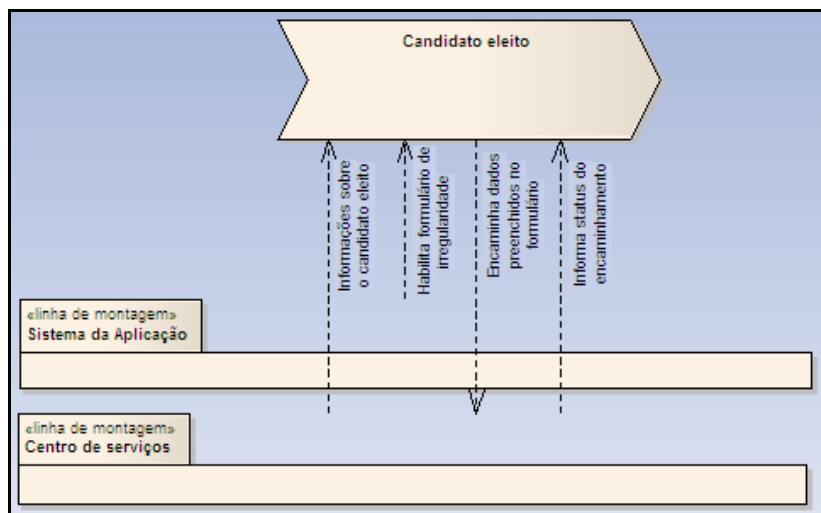 Candidato eleito
Informações sobre
o candidato eleito
Habilita formulário de
irregularidade
Encaminha dados
preenchidos no
formulário
Informa status do
encaminhamento
«linha de montagem»
Sistema da Aplicação
«linha de montagem»
Centro de serviços